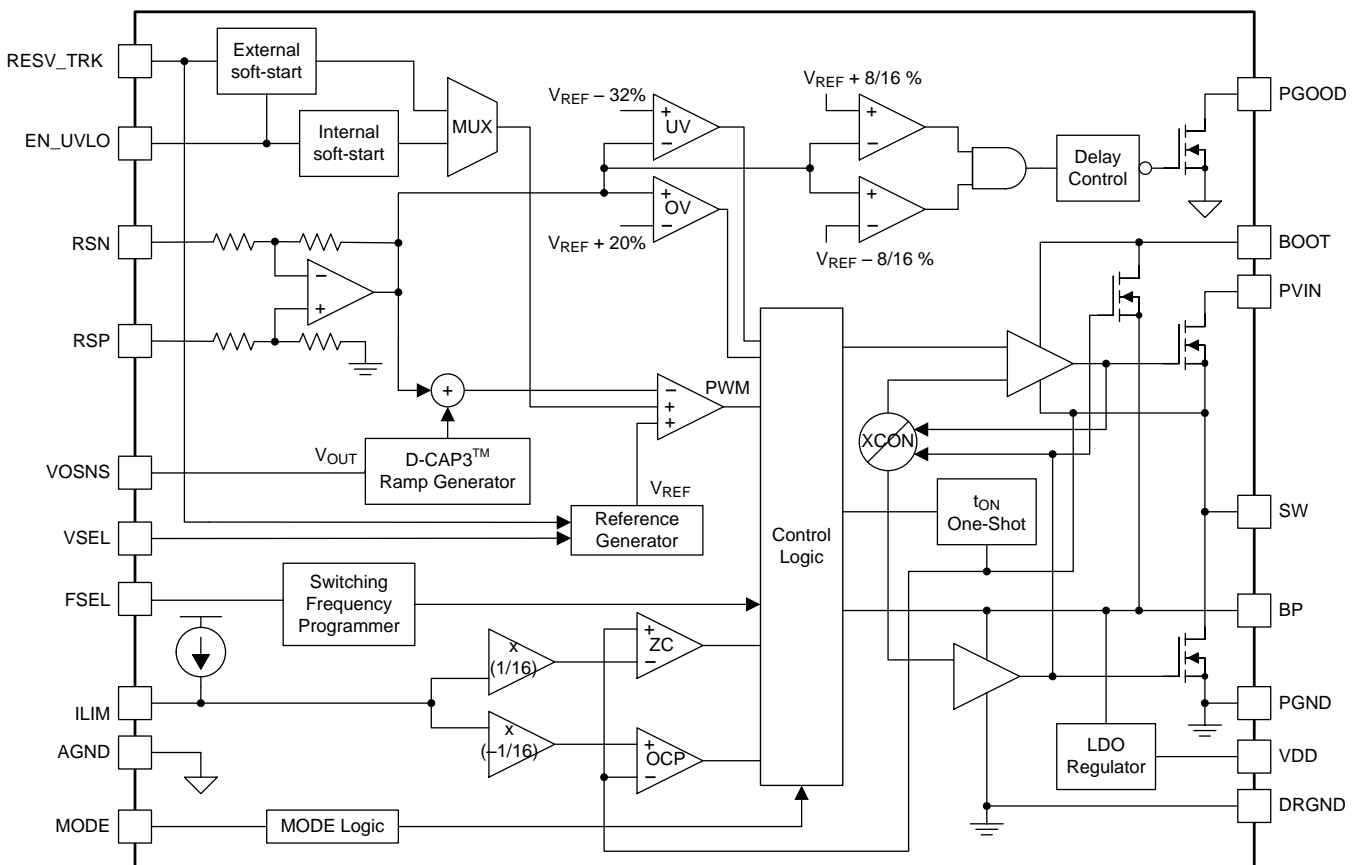 RESV_TRK
External
soft-start
EN_UVLO
Internal
soft-start
MUX
V_REF – 32%
+
UV
–
+
OV
–
V_REF + 20%
V_REF + 8/16 %
+
–
+
–
V_REF – 8/16 %
Delay
Control
PGOOD
RSN
–
+
RSP
BOOT
PVIN
+
–
+
+
PWM
XCON
VOSNS
V_OUT
D-CAP3™
Ramp Generator
V_REF
Reference
Generator
VSEL
Control
Logic
t_ON
One-Shot
SW
FSEL
Switching
Frequency
Programmer
BP
x
(1/16)
+
ZC
–
ILIM
x
(–1/16)
+
OCP
–
PGND
AGND
LDO
Regulator
VDD
DRGND
MODE
MODE Logic